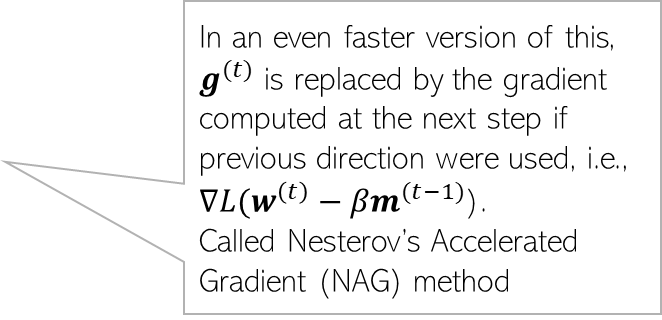 In an even faster version of this,
𝒈⁽ᵗ⁾ is replaced by the gradient
computed at the next step if
previous direction were used, i.e.,
∇L(𝒘⁽ᵗ⁾ − β𝒎⁽ᵗ⁻¹⁾).
Called Nesterov's Accelerated
Gradient (NAG) method